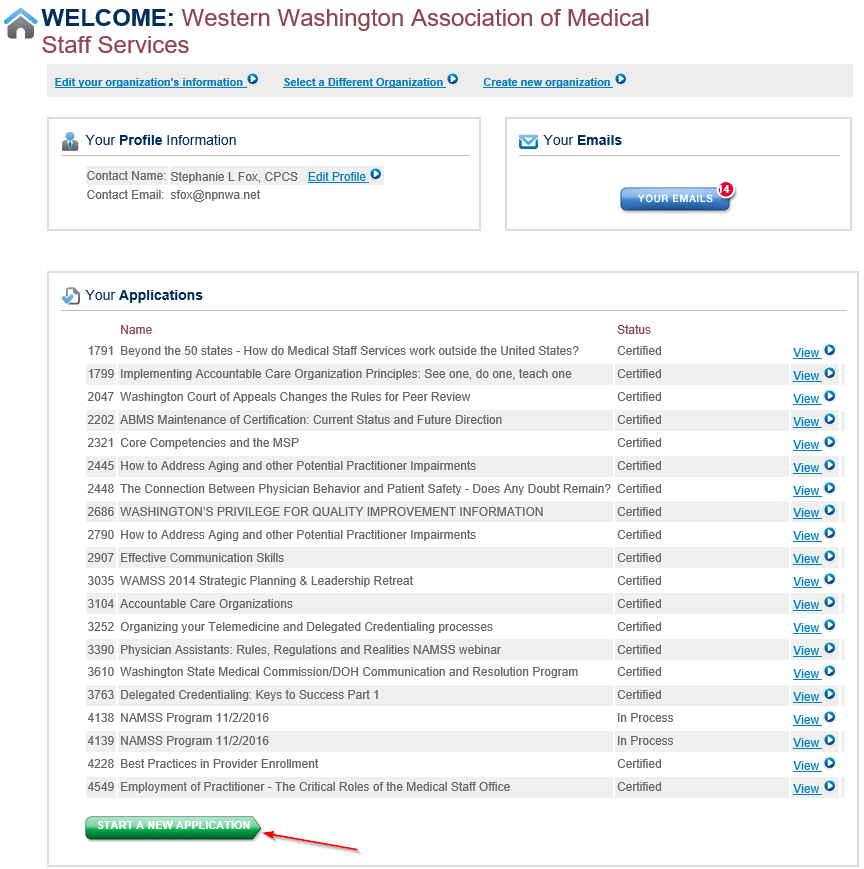 WELCOME: Western Washington Association of Medical
Staff Services
Edit your organization's information
Select a Different Organization
Create new organization
Your Profile Information
Contact Name: Stephanie L Fox, CPCS Edit Profile
Contact Email: sfox@npnwa.net
Your Emails
YOUR EMAILS 14
Your Applications
Name Status
1791 Beyond the 50 states - How do Medical Staff Services work outside the United States? Certified View
1799 Implementing Accountable Care Organization Principles: See one, do one, teach one Certified View
2047 Washington Court of Appeals Changes the Rules for Peer Review Certified View
2202 ABMS Maintenance of Certification: Current Status and Future Direction Certified View
2321 Core Competencies and the MSP Certified View
2445 How to Address Aging and other Potential Practitioner Impairments Certified View
2448 The Connection Between Physician Behavior and Patient Safety - Does Any Doubt Remain? Certified View
2686 WASHINGTON'S PRIVILEGE FOR QUALITY IMPROVEMENT INFORMATION Certified View
2790 How to Address Aging and other Potential Practitioner Impairments Certified View
2907 Effective Communication Skills Certified View
3035 WAMSS 2014 Strategic Planning & Leadership Retreat Certified View
3104 Accountable Care Organizations Certified View
3252 Organizing your Telemedicine and Delegated Credentialing processes Certified View
3390 Physician Assistants: Rules, Regulations and Realities NAMSS webinar Certified View
3610 Washington State Medical Commission/DOH Communication and Resolution Program Certified View
3763 Delegated Credentialing: Keys to Success Part 1 Certified View
4138 NAMSS Program 11/2/2016 In Process View
4139 NAMSS Program 11/2/2016 In Process View
4228 Best Practices in Provider Enrollment Certified View
4549 Employment of Practitioner - The Critical Roles of the Medical Staff Office Certified View
START A NEW APPLICATION